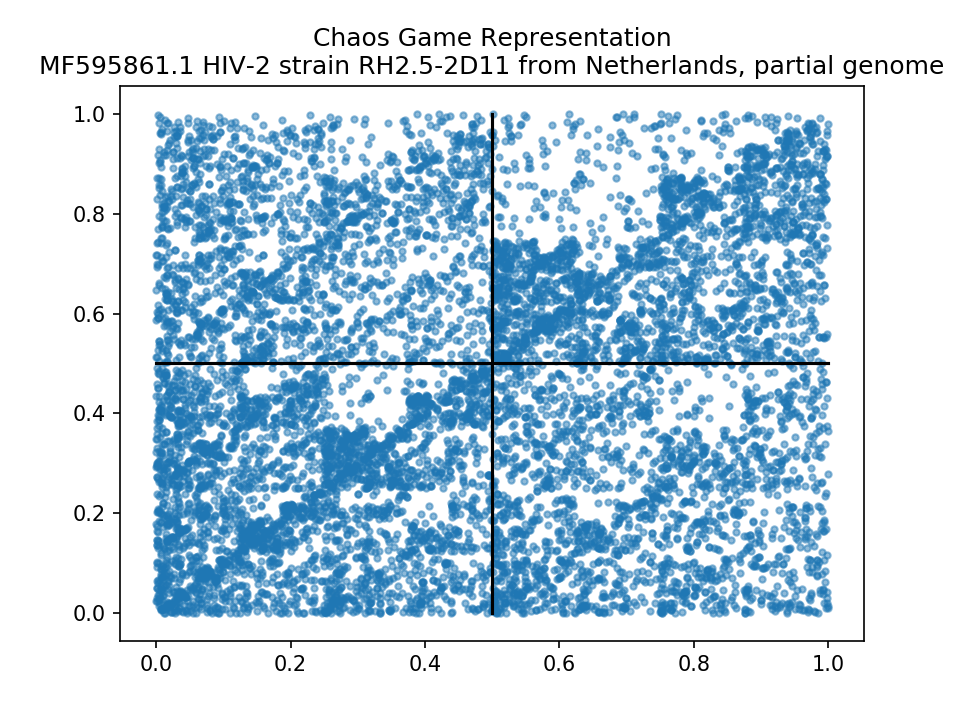 Chaos Game Representation
MF595861.1 HIV-2 strain RH2.5-2D11 from Netherlands, partial genome
1.0
0.8
0.6
0.4
0.2
0.0
0.0 0.2 0.4 0.6 0.8 1.0